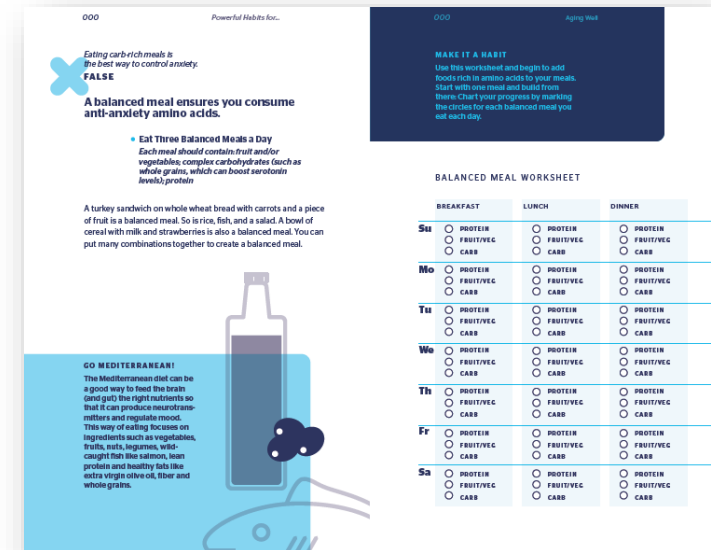 000
Powerful Habits for...
Eating carb-rich meals is
the best way to control anxiety.
FALSE
A balanced meal ensures you consume
anti-anxiety amino acids.
Eat Three Balanced Meals a Day
Each meal should contain: fruit and/or
vegetables; complex carbohydrates (such as
whole grains, which can boost serotonin
levels); protein
A turkey sandwich on whole wheat bread with carrots and a piece
of fruit is a balanced meal. So is rice, fish, and a salad. A bowl of
cereal with milk and strawberries is also a balanced meal. You can
put many combinations together to create a balanced meal.
GO MEDITERRANEAN!
The Mediterranean diet can be
a good way to feed the brain
(and gut) the right nutrients so
that it can produce neurotrans-
mitters and regulate mood.
This way of eating focuses on
ingredients such as vegetables,
fruits, nuts, legumes, wild-
caught fish like salmon, lean
protein and healthy fats like
extra virgin olive oil, fiber and
whole grains.
000
Aging Well
MAKE IT A HABIT
Use this worksheet and begin to add
foods rich in amino acids to your meals.
Start with one meal and build from
there. Chart your progress by marking
the circles for each balanced meal you
eat each day.
BALANCED MEAL WORKSHEET
BREAKFAST LUNCH DINNER
Su PROTEIN PROTEIN PROTEIN
FRUIT/VEG FRUIT/VEG FRUIT/VEG
CARB CARB CARB
Mo PROTEIN PROTEIN PROTEIN
FRUIT/VEG FRUIT/VEG FRUIT/VEG
CARB CARB CARB
Tu PROTEIN PROTEIN PROTEIN
FRUIT/VEG FRUIT/VEG FRUIT/VEG
CARB CARB CARB
We PROTEIN PROTEIN PROTEIN
FRUIT/VEG FRUIT/VEG FRUIT/VEG
CARB CARB CARB
Th PROTEIN PROTEIN PROTEIN
FRUIT/VEG FRUIT/VEG FRUIT/VEG
CARB CARB CARB
Fr PROTEIN PROTEIN PROTEIN
FRUIT/VEG FRUIT/VEG FRUIT/VEG
CARB CARB CARB
Sa PROTEIN PROTEIN PROTEIN
FRUIT/VEG FRUIT/VEG FRUIT/VEG
CARB CARB CARB